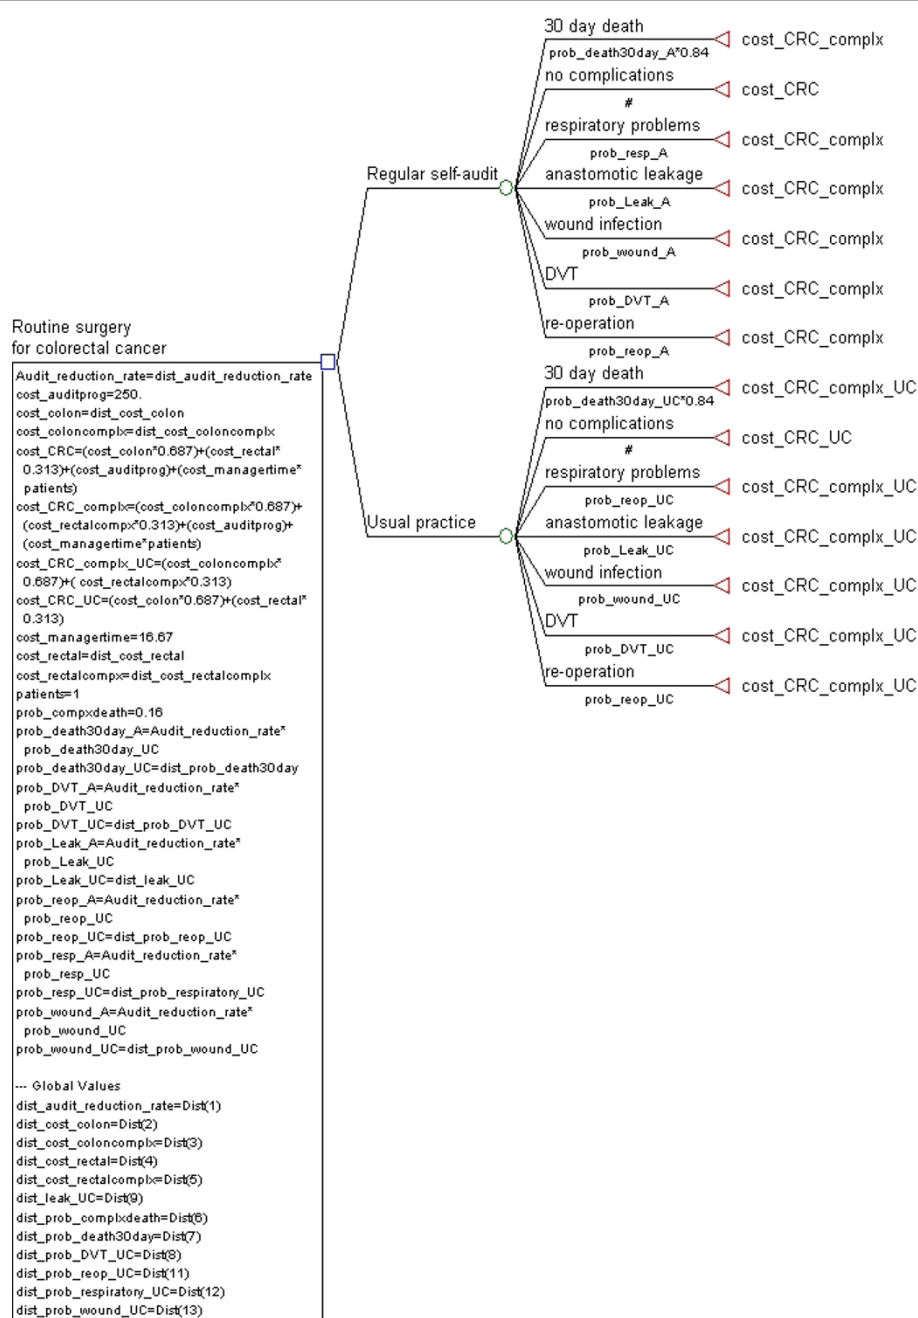 30 day death
prob_death30day_A*0.84
cost_CRC_complx
no complications
#
cost_CRC
respiratory problems
prob_resp_A
cost_CRC_complx
Regular self-audit
anastomotic leakage
prob_Leak_A
cost_CRC_complx
wound infection
prob_wound_A
cost_CRC_complx
DVT
prob_DVT_A
cost_CRC_complx
re-operation
prob_reop_A
cost_CRC_complx
Routine surgery
for colorectal cancer
30 day death
prob_death30day_UC*0.84
cost_CRC_complx_UC
no complications
#
cost_CRC_UC
respiratory problems
prob_reop_UC
cost_CRC_complx_UC
Usual practice
anastomotic leakage
prob_Leak_UC
cost_CRC_complx_UC
wound infection
prob_wound_UC
cost_CRC_complx_UC
DVT
prob_DVT_UC
cost_CRC_complx_UC
re-operation
prob_reop_UC
cost_CRC_complx_UC
Audit_reduction_rate=dist_audit_reduction_rate
cost_auditprog=250.
cost_colon=dist_cost_colon
cost_coloncomplx=dist_cost_coloncomplx
cost_CRC=(cost_colon*0.687)+(cost_rectal*
0.313)+(cost_auditprog)+(cost_managertime*
patients)
cost_CRC_complx=(cost_coloncomplx*0.687)+
(cost_rectalcompx*0.313)+(cost_auditprog)+
(cost_managertime*patients)
cost_CRC_complx_UC=(cost_coloncomplx*
0.687)+( cost_rectalcompx*0.313)
cost_CRC_UC=(cost_colon*0.687)+(cost_rectal*
0.313)
cost_managertime=16.67
cost_rectal=dist_cost_rectal
cost_rectalcompx=dist_cost_rectalcomplx
patients=1
prob_compxdeath=0.16
prob_death30day_A=Audit_reduction_rate*
prob_death30day_UC
prob_death30day_UC=dist_prob_death30day
prob_DVT_A=Audit_reduction_rate*
prob_DVT_UC
prob_DVT_UC=dist_prob_DVT_UC
prob_Leak_A=Audit_reduction_rate*
prob_Leak_UC
prob_Leak_UC=dist_leak_UC
prob_reop_A=Audit_reduction_rate*
prob_reop_UC
prob_reop_UC=dist_prob_reop_UC
prob_resp_A=Audit_reduction_rate*
prob_resp_UC
prob_resp_UC=dist_prob_respiratory_UC
prob_wound_A=Audit_reduction_rate*
prob_wound_UC
prob_wound_UC=dist_prob_wound_UC
--- Global Values
dist_audit_reduction_rate=Dist(1)
dist_cost_colon=Dist(2)
dist_cost_coloncomplx=Dist(3)
dist_cost_rectal=Dist(4)
dist_cost_rectalcomplx=Dist(5)
dist_leak_UC=Dist(9)
dist_prob_complxdeath=Dist(6)
dist_prob_death30day=Dist(7)
dist_prob_DVT_UC=Dist(8)
dist_prob_reop_UC=Dist(11)
dist_prob_respiratory_UC=Dist(12)
dist_prob_wound_UC=Dist(13)